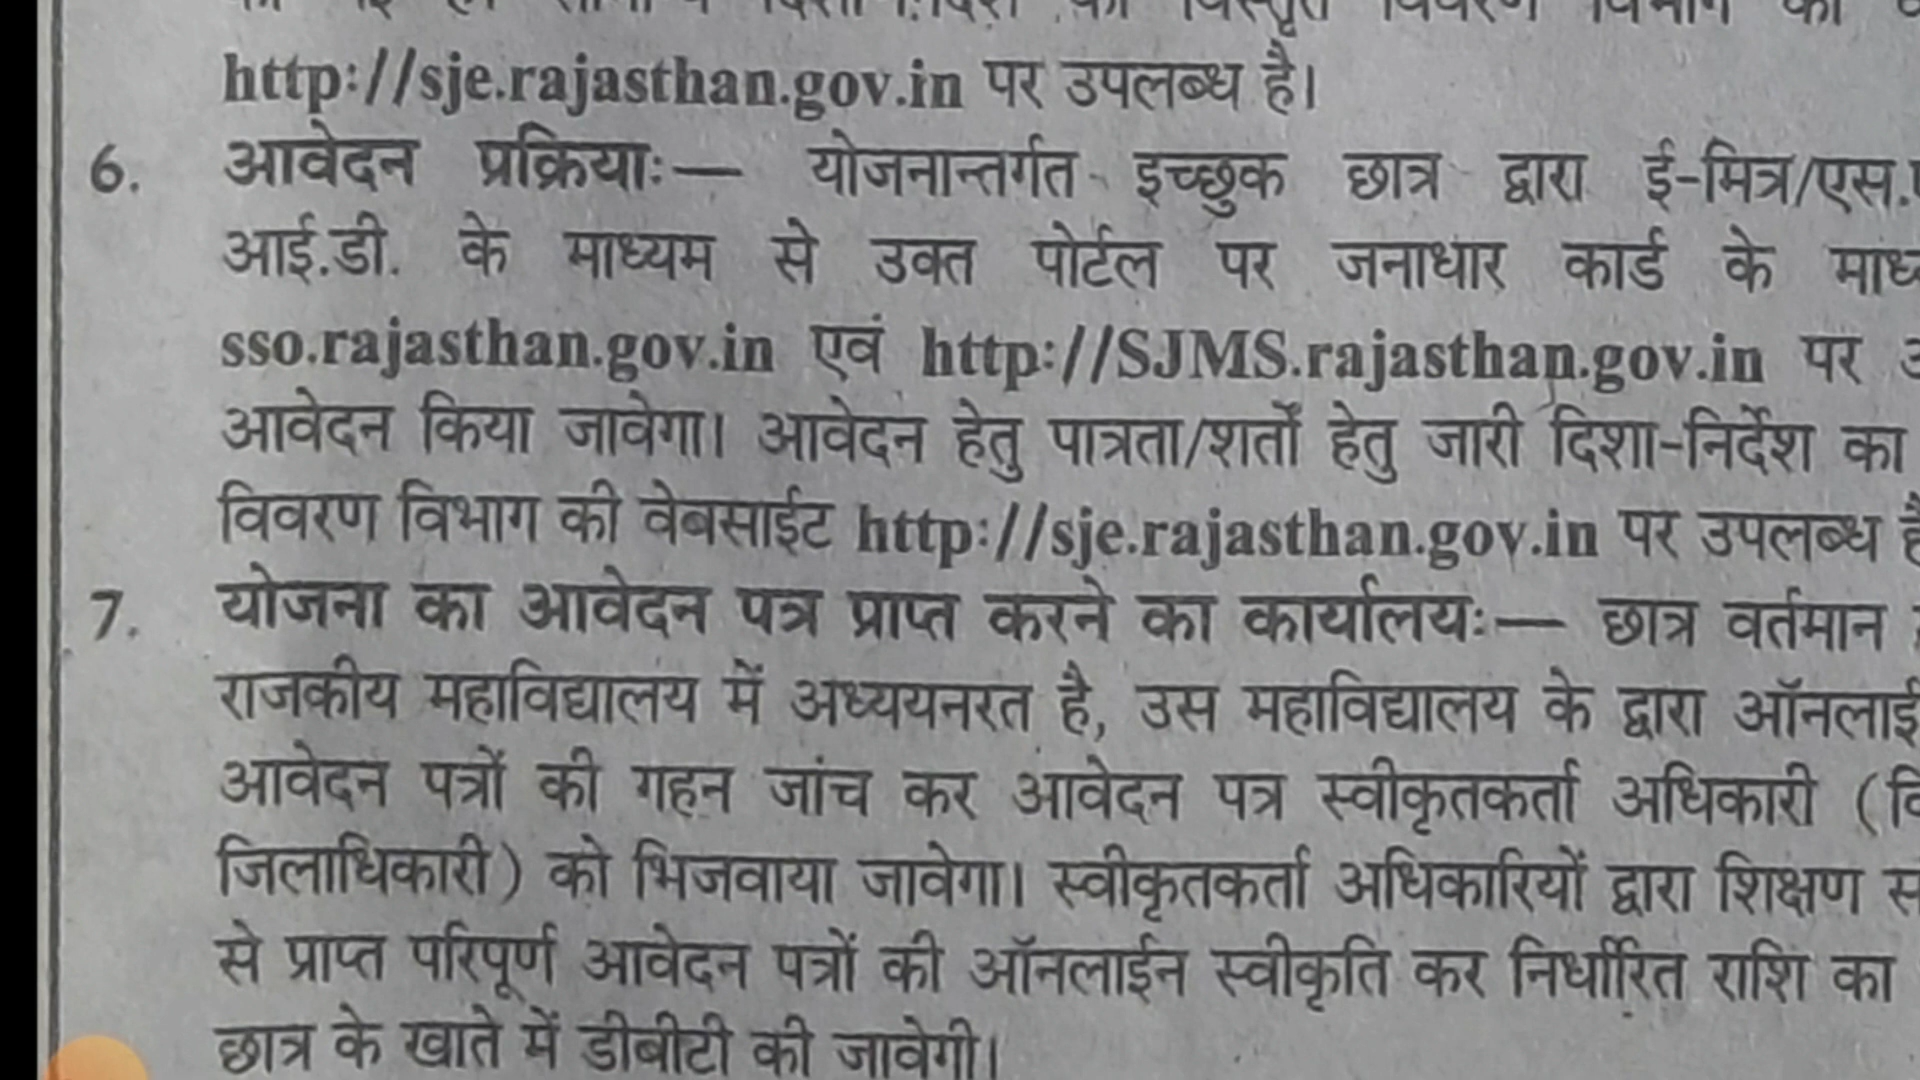 विस्तृत विवरण विभाग की
http://sje.rajasthan.gov.in पर उपलब्ध है।
6. आवेदन प्रक्रियाः— योजनान्तर्गत इच्छुक छात्र द्वारा ई-मित्र/एस.
आई.डी. के माध्यम से उक्त पोर्टल पर जनाधार कार्ड के
sso.rajasthan.gov.in एवं http://SJMS.rajasthan.gov.in पर
आवेदन किया जावेगा। आवेदन हेतु पात्रता/शर्तों हेतु जारी दिशा-निर्देश का
विवरण विभाग की वेबसाईट http://sje.rajasthan.gov.in पर उपलब्ध
7. योजना का आवेदन पत्र प्राप्त करने का कार्यालयः— छात्र वर्तमान
राजकीय महाविद्यालय में अध्ययनरत है, उस महाविद्यालय के द्वारा ऑनलाई
आवेदन पत्रों की गहन जांच कर आवेदन पत्र स्वीकृतकर्ता अधिकारी (
जिलाधिकारी) को भिजवाया जावेगा। स्वीकृतकर्ता अधिकारियों द्वारा शिक्षण
से प्राप्त परिपूर्ण आवेदन पत्रों की ऑनलाईन स्वीकृति कर निर्धारित राशि का
छात्र के खाते में डीबीटी की जावेगी।